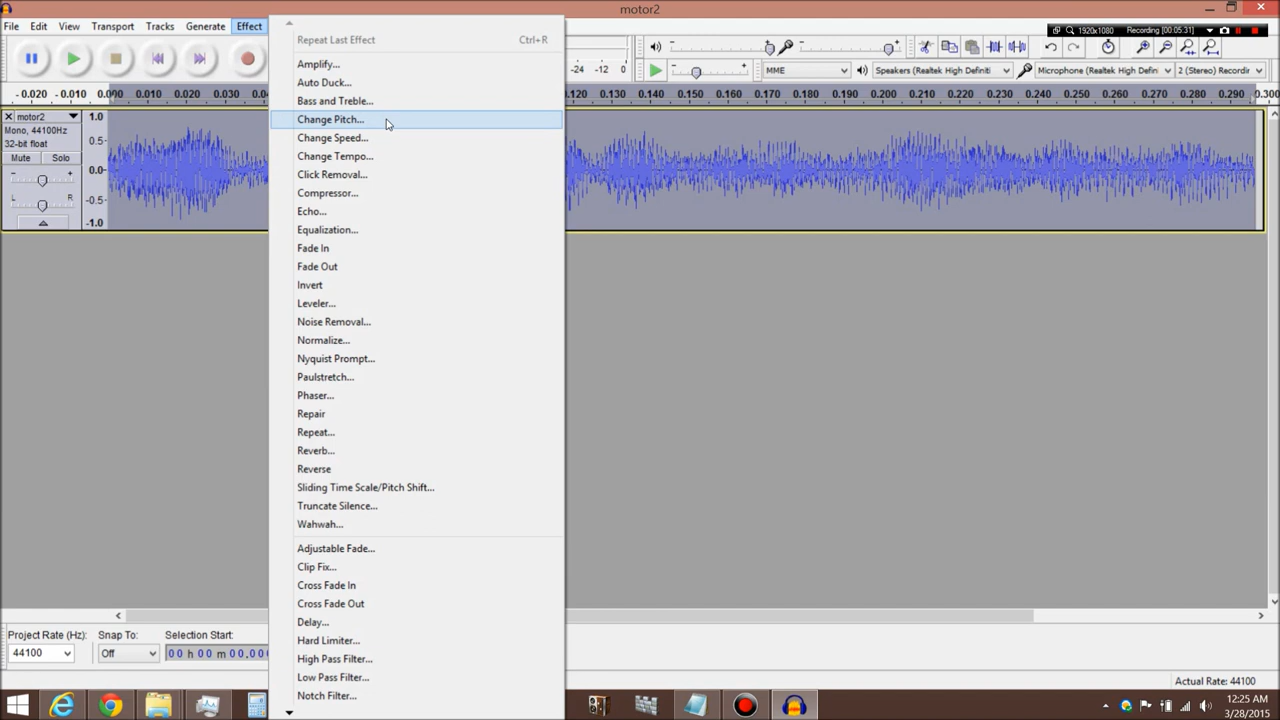 motor2
File Edit View Transport Tracks Generate Effect
1920x1080 Recording [00:05:31]
Repeat Last Effect Ctrl+R
Amplify...
Auto Duck...
Bass and Treble...
Change Pitch...
Change Speed...
Change Tempo...
Click Removal...
Compressor...
Echo...
Equalization...
Fade In
Fade Out
Invert
Leveler...
Noise Removal...
Normalize...
Nyquist Prompt...
Paulstretch...
Phaser...
Repair
Repeat...
Reverb...
Reverse
Sliding Time Scale/Pitch Shift...
Truncate Silence...
Wahwah...
Adjustable Fade...
Clip Fix...
Cross Fade In
Cross Fade Out
Delay...
Hard Limiter...
High Pass Filter...
Low Pass Filter...
Notch Filter...
-24 -12 0
MME Speakers (Realtek High Definiti Microphone (Realtek High Defini 2 (Stereo) Recordin
-0.020 -0.010 0.000 0.010 0.020 0.030 0.120 0.130 0.140 0.150 0.160 0.170 0.180 0.190 0.200 0.210 0.220 0.230 0.240 0.250 0.260 0.270 0.280 0.290 0.300
motor2
Mono, 44100Hz
32-bit float
Mute Solo
- +
L R
1.0
0.5
0.0
-0.5
-1.0
Project Rate (Hz): Snap To: Selection Start:
44100 Off 00 h 00 m 00.000
Actual Rate: 44100
12:25 AM
3/28/2015